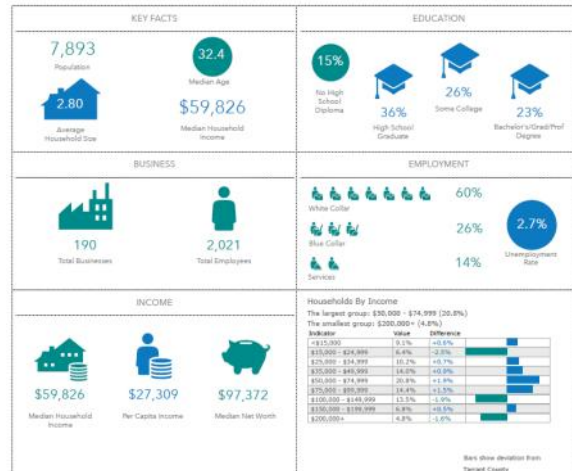 KEY FACTS
7,893
Population
32.4
Median Age
2.80
Average
Household Size
$59,826
Median Household
Income
EDUCATION
15%
No High
School
Diploma
36%
High School
Graduate
26%
Some College
23%
Bachelor's/Grad/Prof
Degree
BUSINESS
190
Total Businesses
2,021
Total Employees
EMPLOYMENT
60%
White Collar
26%
Blue Collar
14%
Services
2.7%
Unemployment
Rate
INCOME
$59,826
Median Household
Income
$27,309
Per Capita Income
$97,372
Median Net Worth
Households By Income
The largest group: $50,000 - $74,999 (20.8%)
The smallest group: $200,000+ (4.8%)
Indicator Value Difference
<$15,000 9.1% +0.6%
$15,000 - $24,999 6.4% -2.5%
$25,000 - $34,999 10.2% +0.7%
$35,000 - $49,999 14.0% +0.9%
$50,000 - $74,999 20.8% +1.9%
$75,000 - $99,999 14.4% +1.5%
$100,000 - $149,999 13.5% -1.9%
$150,000 - $199,999 6.8% +0.5%
$200,000+ 4.8% -1.6%
Bars show deviation from
Tarrant County